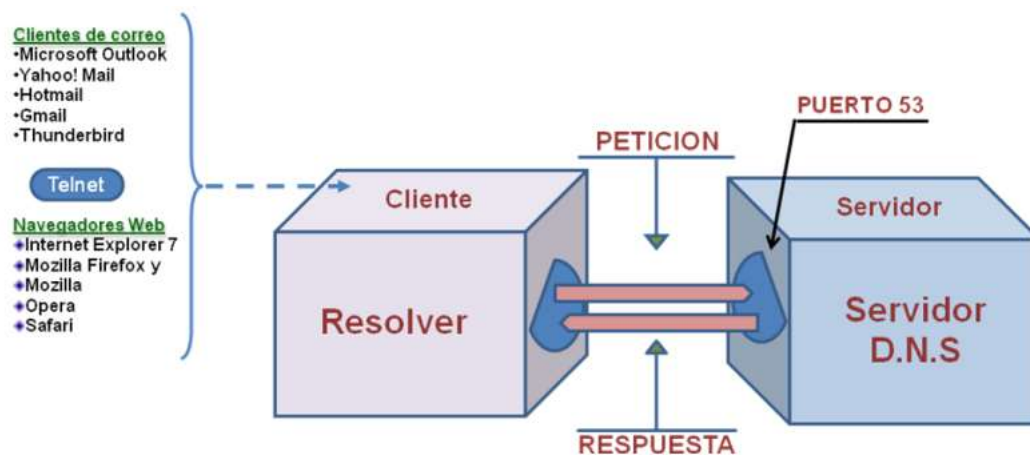 Clientes de correo
•Microsoft Outlook
•Yahoo! Mail
•Hotmail
•Gmail
•Thunderbird
Telnet
Navegadores Web
◈Internet Explorer 7
◈Mozilla Firefox y
◈Mozilla
◈Opera
◈Safari
Cliente
Resolver
PETICION
RESPUESTA
PUERTO 53
Servidor
Servidor
D.N.S